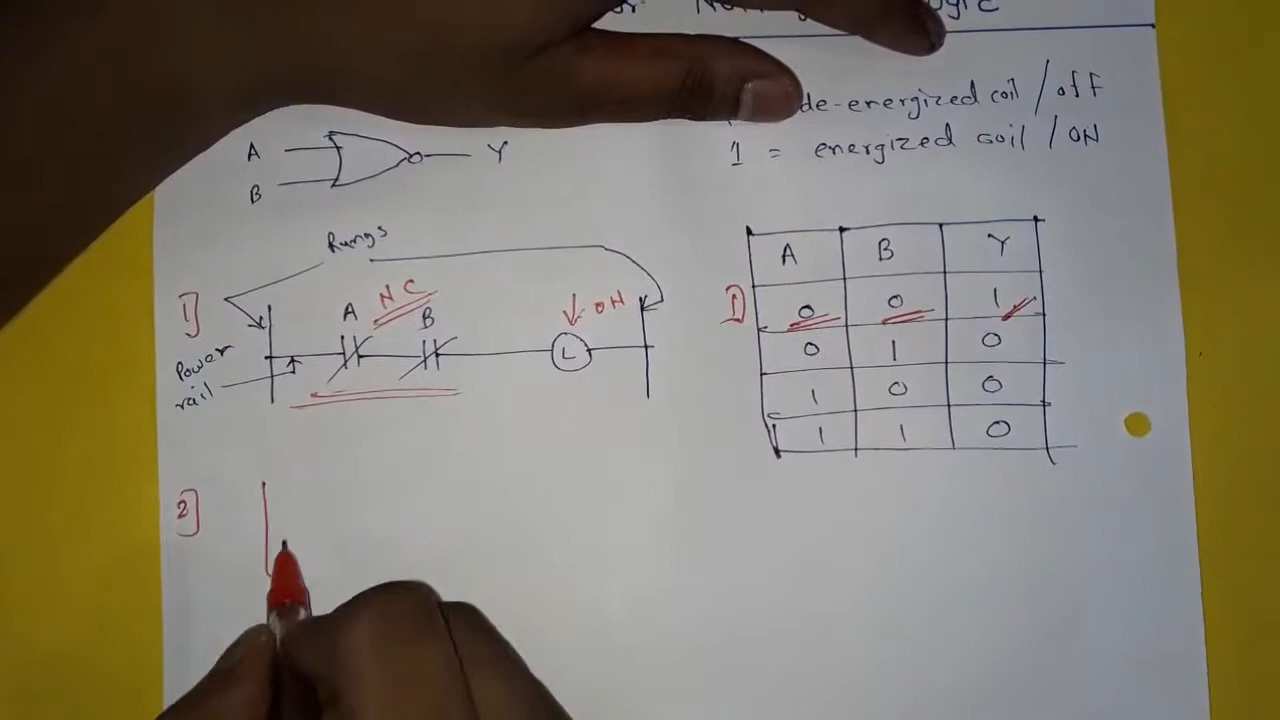 de-energized coil / off
1 = energized coil / ON
A
B
Y
Rungs
1]
A
NC
B
ON
L
Power
rail
1]
A B Y
0 0 1
0 1 0
1 0 0
1 1 0
2]